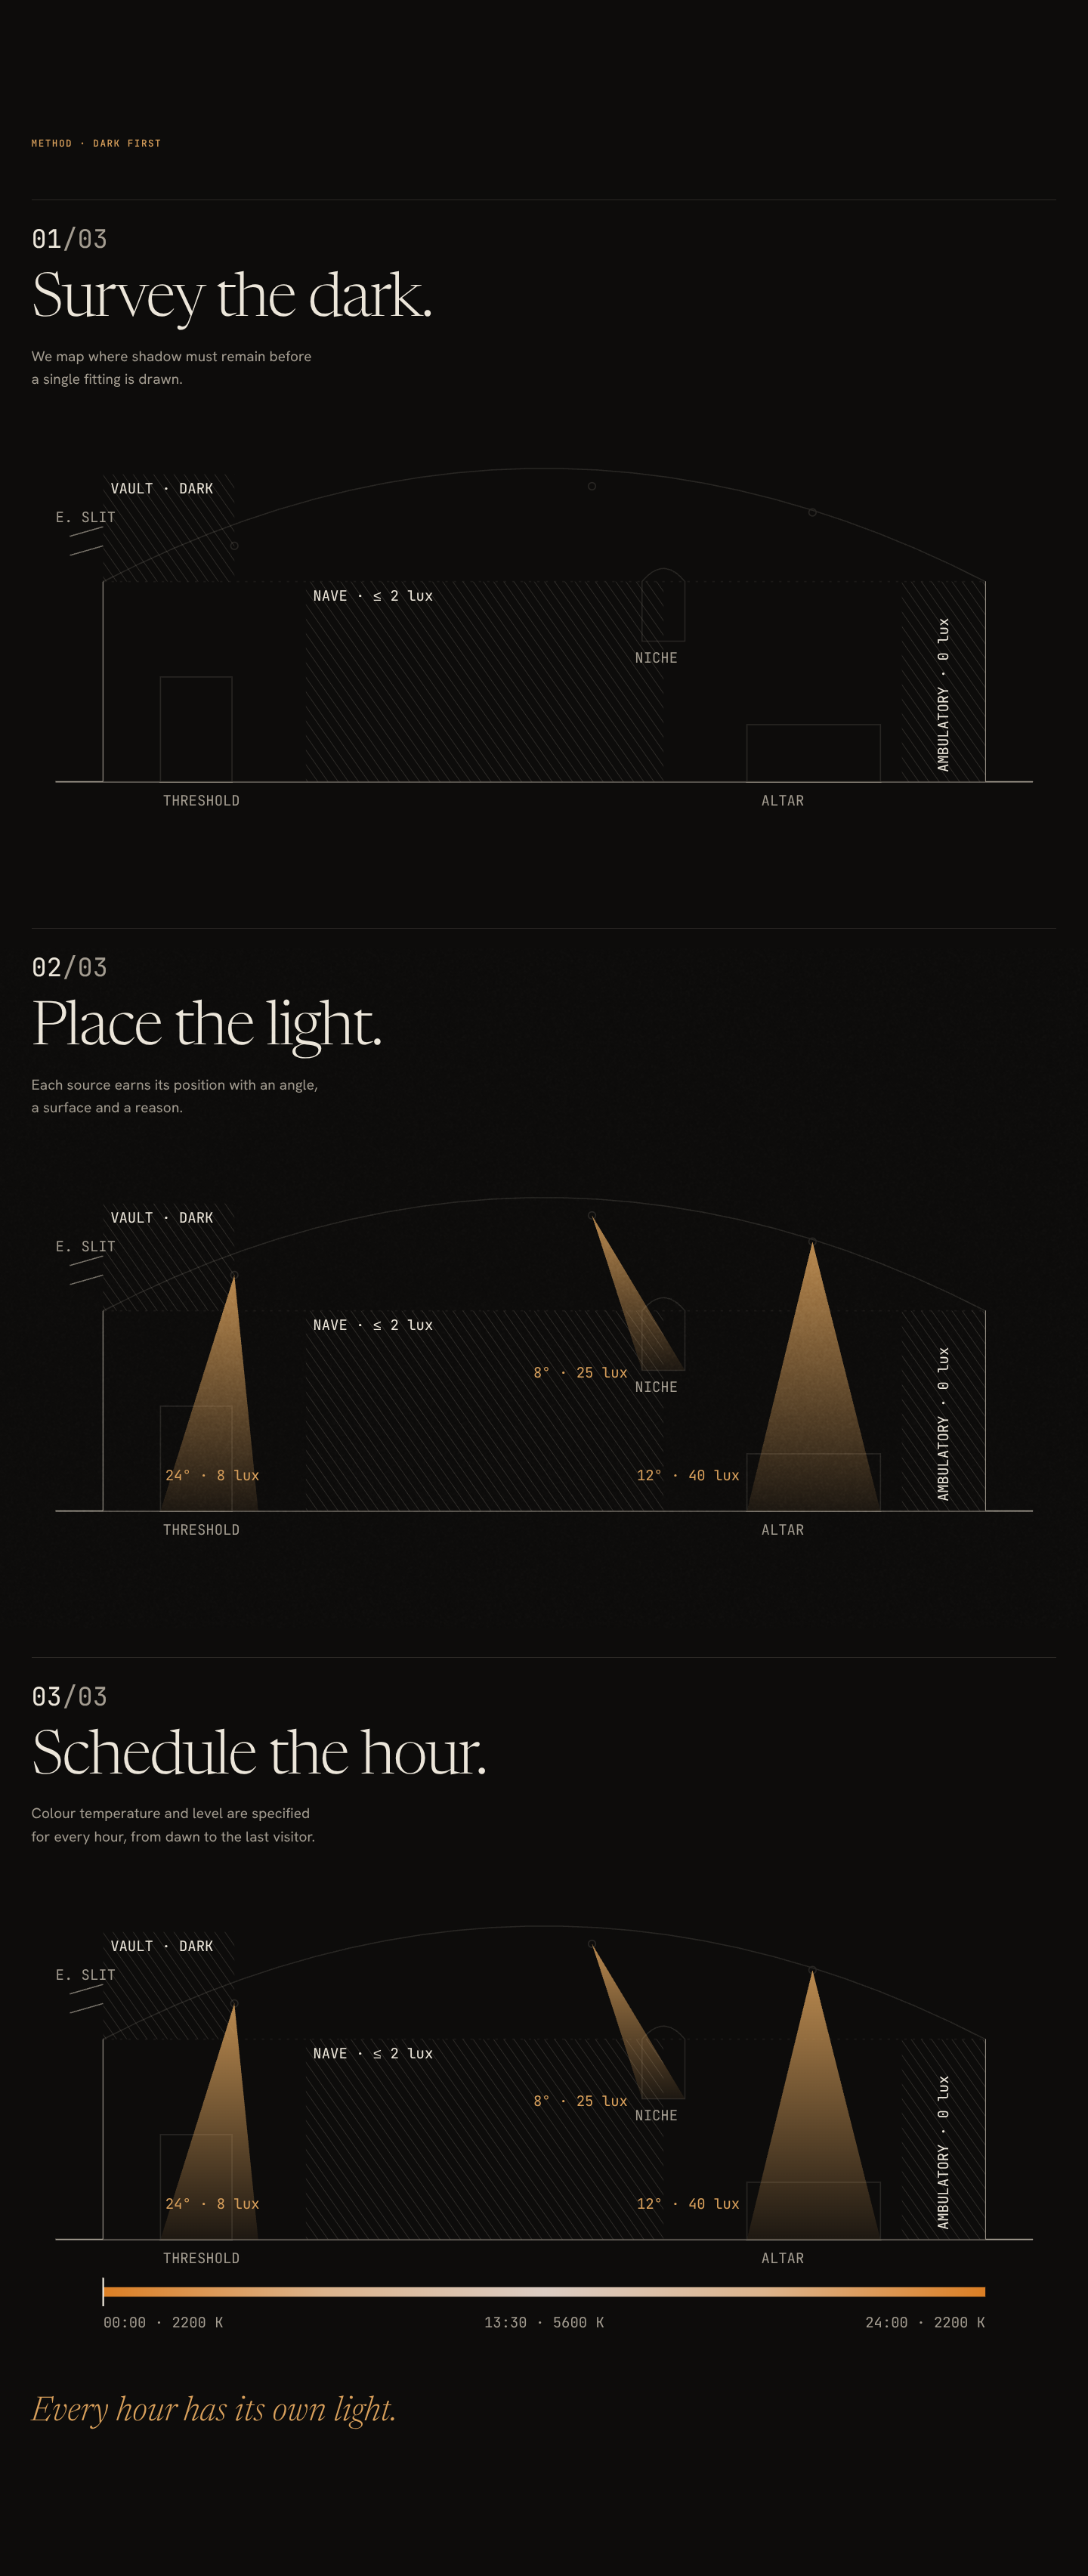 METHOD · DARK FIRST
01/03
Survey the dark.
We map where shadow must remain before
a single fitting is drawn.
VAULT · DARK
E. SLIT
NAVE · ≤ 2 lux
NICHE
AMBULATORY · 0 lux
THRESHOLD
ALTAR
02/03
Place the light.
Each source earns its position with an angle,
a surface and a reason.
VAULT · DARK
E. SLIT
NAVE · ≤ 2 lux
8° · 25 lux
NICHE
AMBULATORY · 0 lux
24° · 8 lux
12° · 40 lux
THRESHOLD
ALTAR
03/03
Schedule the hour.
Colour temperature and level are specified
for every hour, from dawn to the last visitor.
VAULT · DARK
E. SLIT
NAVE · ≤ 2 lux
8° · 25 lux
NICHE
AMBULATORY · 0 lux
24° · 8 lux
12° · 40 lux
THRESHOLD
ALTAR
00:00 · 2200 K
13:30 · 5600 K
24:00 · 2200 K
Every hour has its own light.